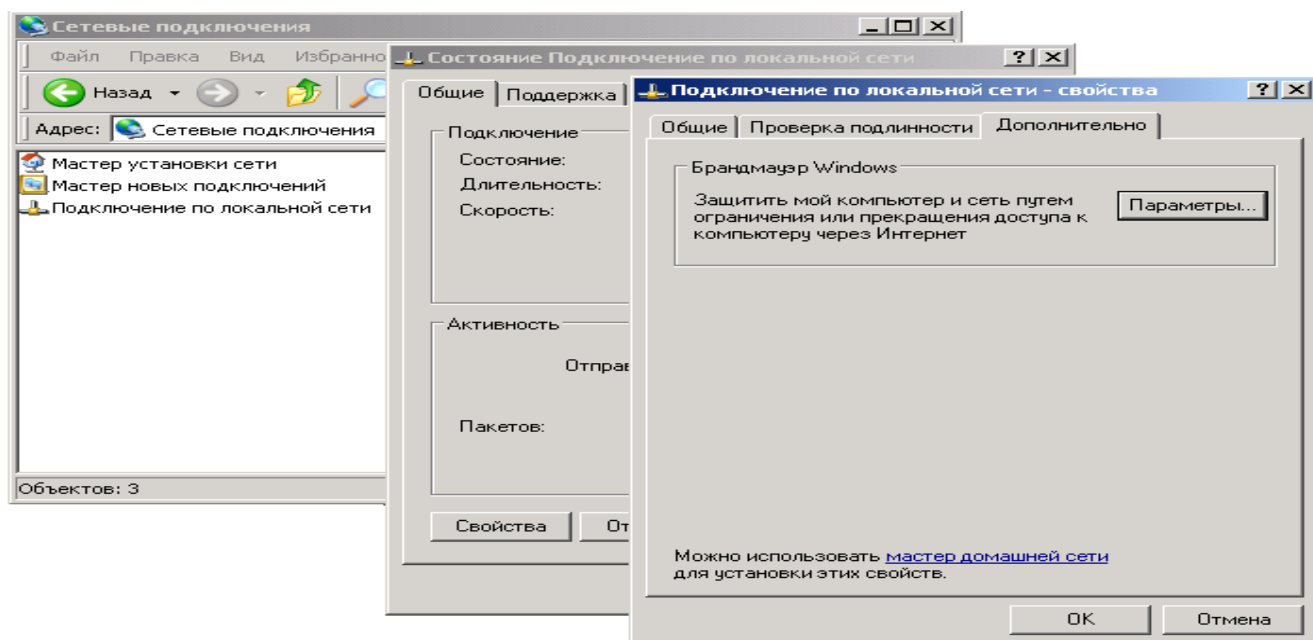 Сетевые подключения
Файл Правка Вид Избранно
Назад
Адрес: Сетевые подключения
Мастер установки сети
Мастер новых подключений
Подключение по локальной сети
Объектов: 3
Состояние Подключение по локальной сети
Общие Поддержка
Подключение
Состояние:
Длительность:
Скорость:
Активность
Отправ
Пакетов:
Свойства От
Подключение по локальной сети - свойства
Общие Проверка подлинности Дополнительно
Брандмауэр Windows
Защитить мой компьютер и сеть путем
ограничения или прекращения доступа к
компьютеру через Интернет
Параметры...
Можно использовать мастер домашней сети
для установки этих свойств.
OK Отмена